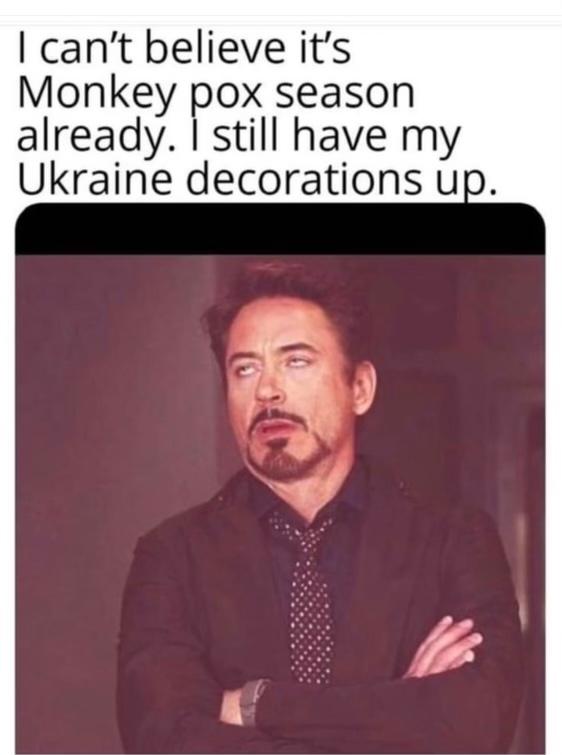 I can't believe it's
Monkey pox season
already. I still have my
Ukraine decorations up.